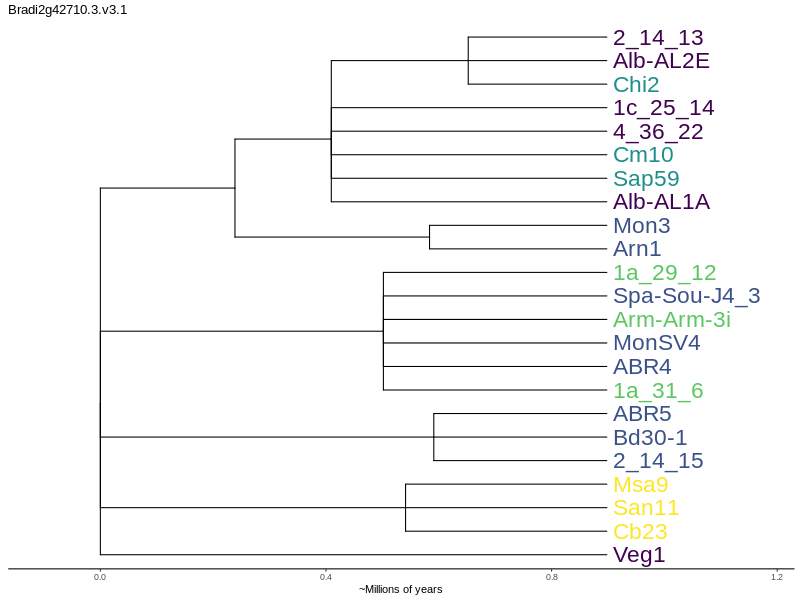 Bradi2g42710.3.v3.1
2_14_13
Alb-AL2E
Chi2
1c_25_14
4_36_22
Cm10
Sap59
Alb-AL1A
Mon3
Arn1
1a_29_12
Spa-Sou-J4_3
Arm-Arm-3i
MonSV4
ABR4
1a_31_6
ABR5
Bd30-1
2_14_15
Msa9
San11
Cb23
Veg1
0.0 0.4 0.8 1.2
~Millions of years